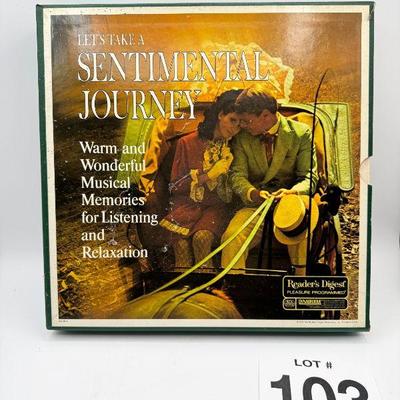 LET'S TAKE A
SENTIMENTAL
JOURNEY
Warm and
Wonderful
Musical
Memories
for Listening
and
Relaxation
Reader's Digest
PLEASURE PROGRAMMED
LOT #
103